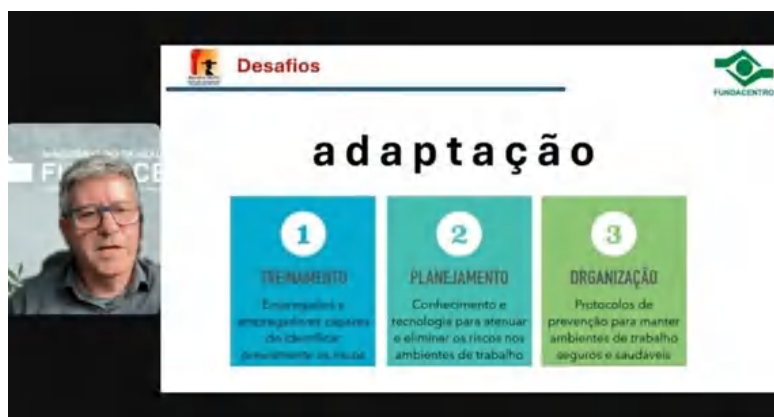 Desafios
FUNDACENTRO
adaptação
1
TREINAMENTO
Empregados e
empregadores capazes
de identificar
previamente os riscos
2
PLANEJAMENTO
Conhecimento e
tecnologia para atenuar
e eliminar os riscos nos
ambientes de trabalho
3
ORGANIZAÇÃO
Protocolos de
prevenção para manter
ambientes de trabalho
seguros e saudáveis